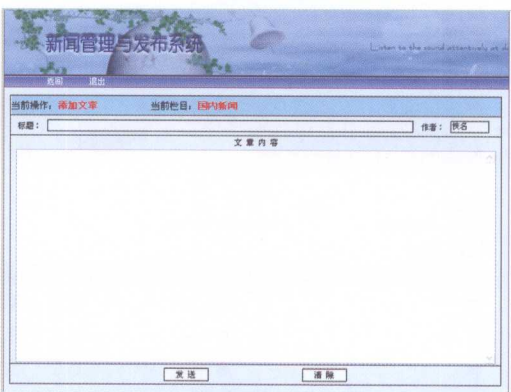 新闻管理与发布系统
Listen to the sound attentively
返回 退出
当前操作：添加文章 当前栏目：国内新闻
标题： 作者： 佚名
文章内容
发送 清除